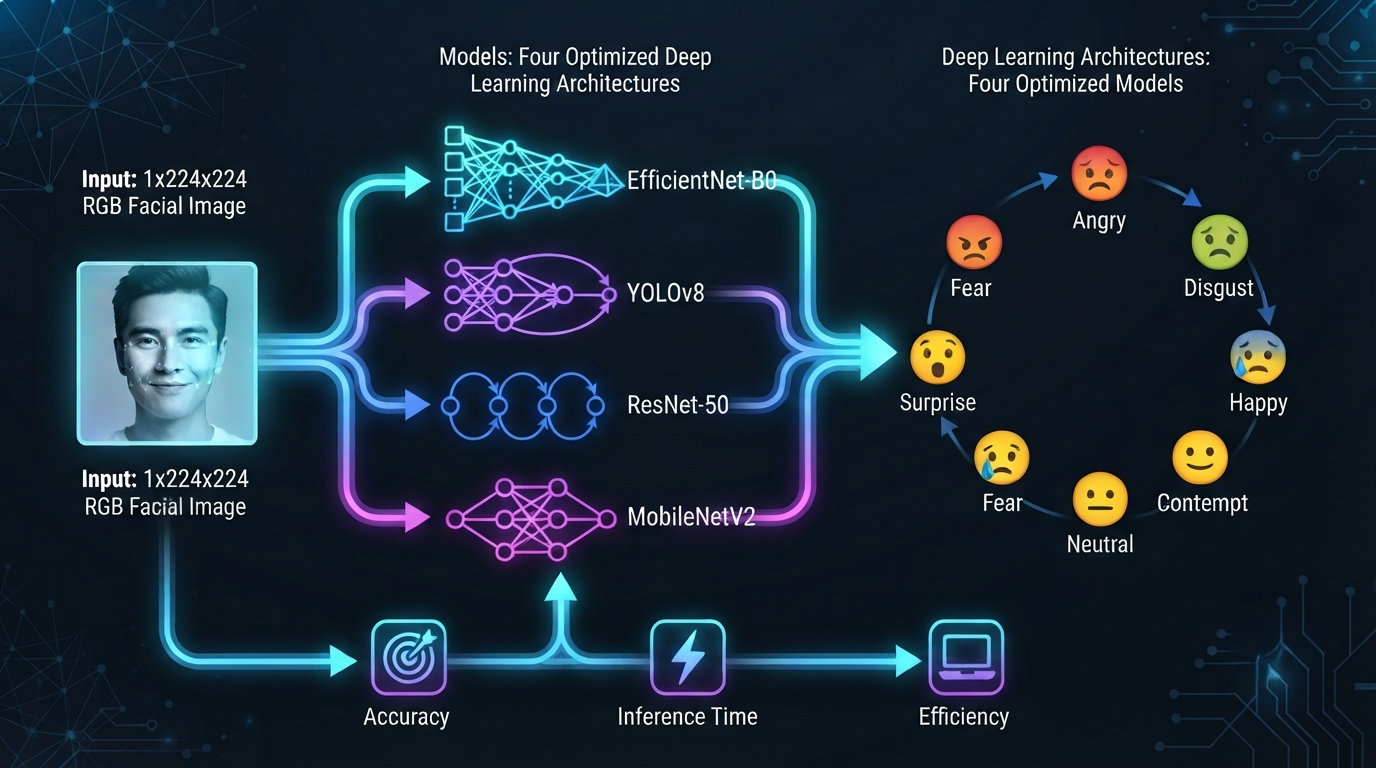 Models: Four Optimized Deep
Learning Architectures
Deep Learning Architectures:
Four Optimized Models
Input: 1x224x224
RGB Facial Image
EfficientNet-B0
YOLOv8
ResNet-50
MobileNetV2
Input: 1x224x224
RGB Facial Image
Angry
Fear
Disgust
Surprise
Happy
Fear
Contempt
Neutral
Accuracy
Inference Time
Efficiency